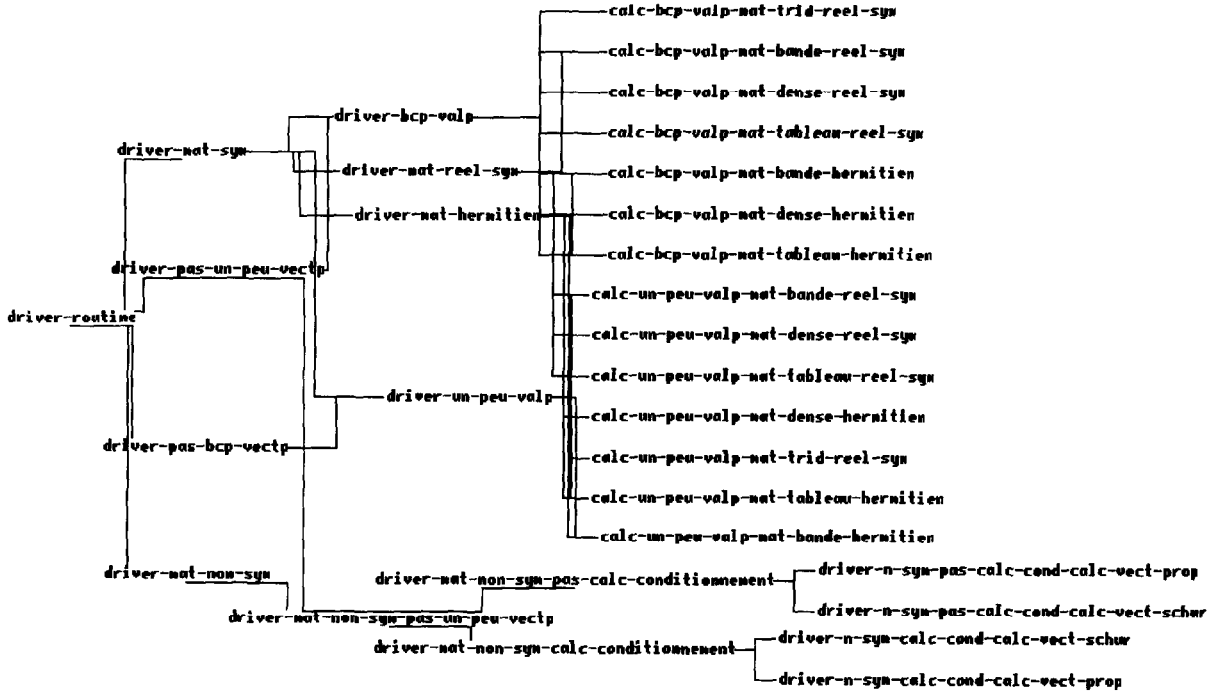 calc-bcp-valp-mat-trid-reel-sym
calc-bcp-valp-mat-bande-reel-sym
calc-bcp-valp-mat-dense-reel-sym
driver-bcp-valp
calc-bcp-valp-mat-tableau-reel-sym
driver-mat-sym
driver-mat-reel-sym
calc-bcp-valp-mat-bande-hermitien
driver-mat-hermitien
calc-bcp-valp-mat-dense-hermitien
calc-bcp-valp-mat-tableau-hermitien
driver-pas-un-peu-vectp
calc-un-peu-valp-mat-bande-reel-sym
driver-routine
calc-un-peu-valp-mat-dense-reel-sym
calc-un-peu-valp-mat-tableau-reel-sym
driver-un-peu-valp
calc-un-peu-valp-mat-dense-hermitien
driver-pas-bcp-vectp
calc-un-peu-valp-mat-trid-reel-sym
calc-un-peu-valp-mat-tableau-hermitien
calc-un-peu-valp-mat-bande-hermitien
driver-mat-non-sym
driver-mat-non-sym-pas-calc-conditionnement
driver-n-sym-pas-calc-cond-calc-vect-prop
driver-n-sym-pas-calc-cond-calc-vect-schur
driver-mat-non-sym-pas-un-peu-vectp
driver-mat-non-sym-calc-conditionnement
driver-n-sym-calc-cond-calc-vect-schur
driver-n-sym-calc-cond-calc-vect-prop